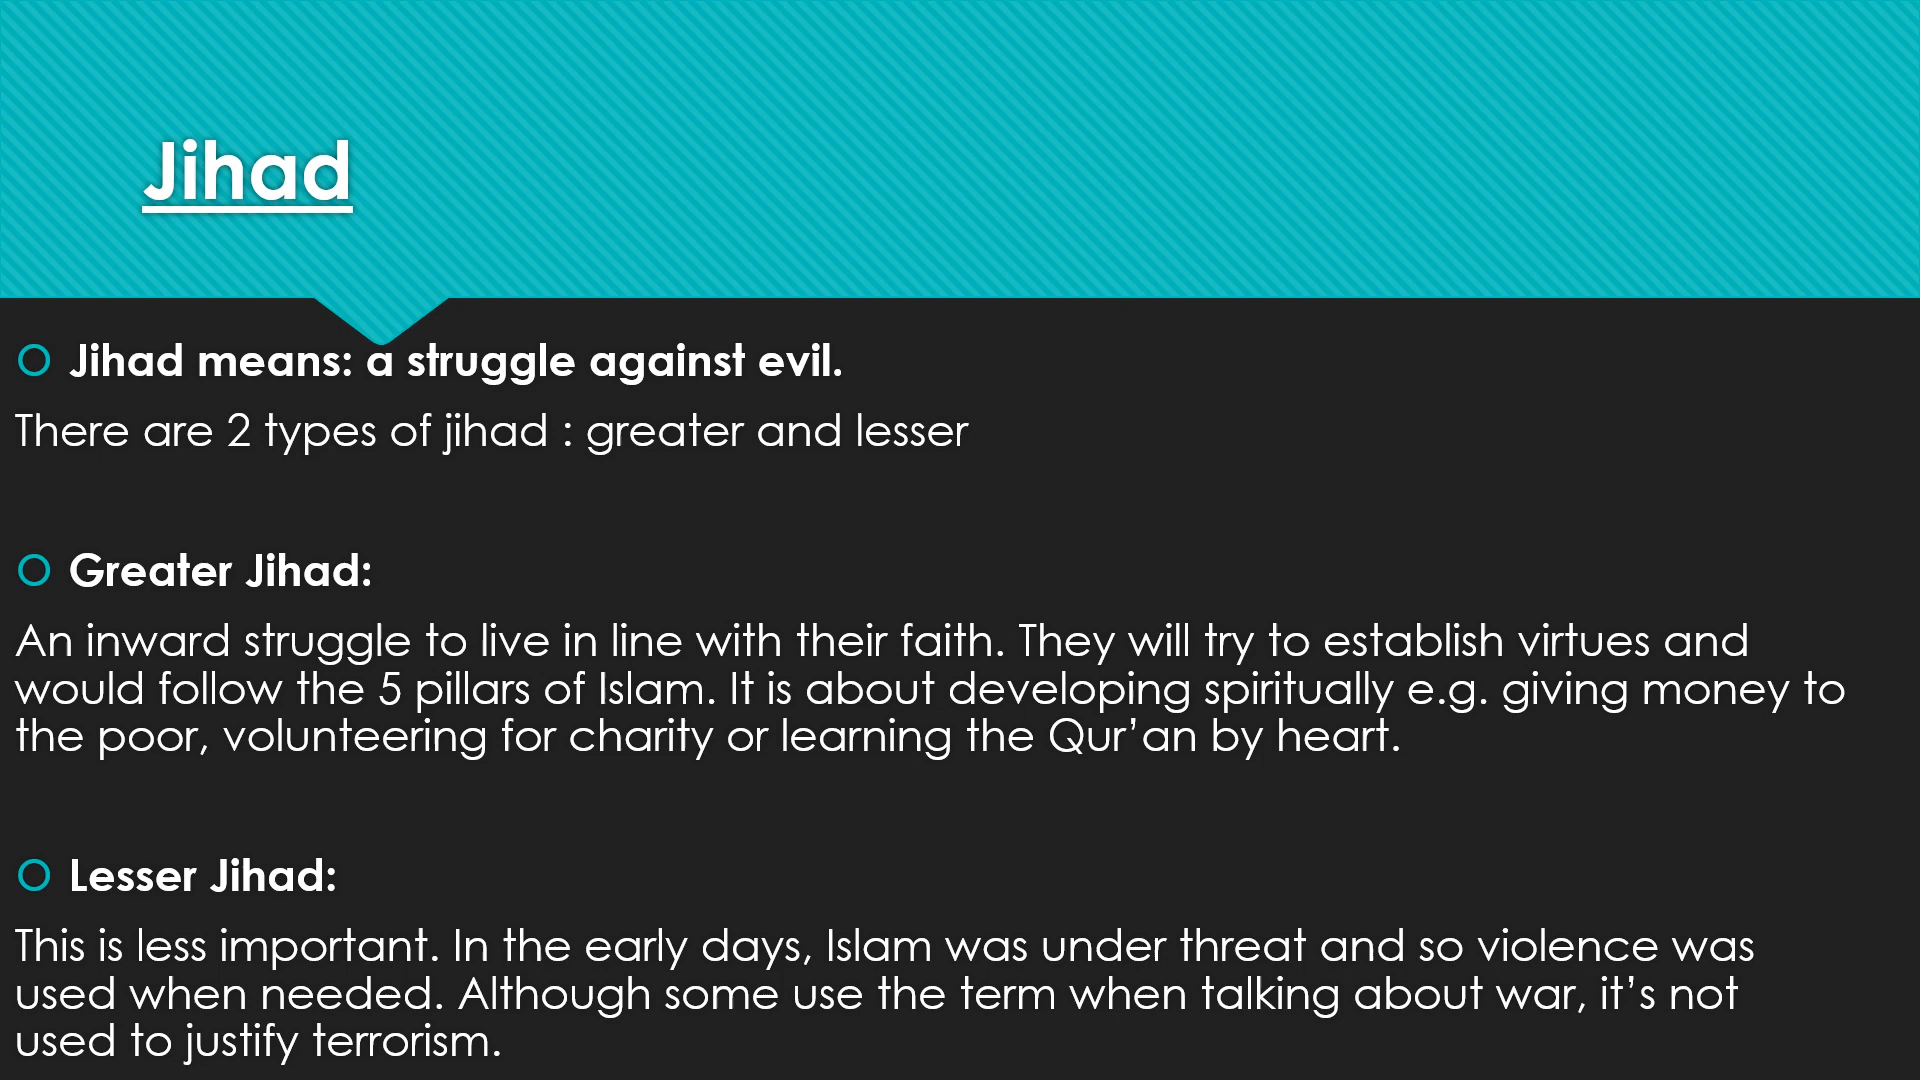 Jihad
Jihad means: a struggle against evil.
There are 2 types of jihad : greater and lesser
Greater Jihad:
An inward struggle to live in line with their faith. They will try to establish virtues and
would follow the 5 pillars of Islam. It is about developing spiritually e.g. giving money to
the poor, volunteering for charity or learning the Qur’an by heart.
Lesser Jihad:
This is less important. In the early days, Islam was under threat and so violence was
used when needed. Although some use the term when talking about war, it’s not
used to justify terrorism.